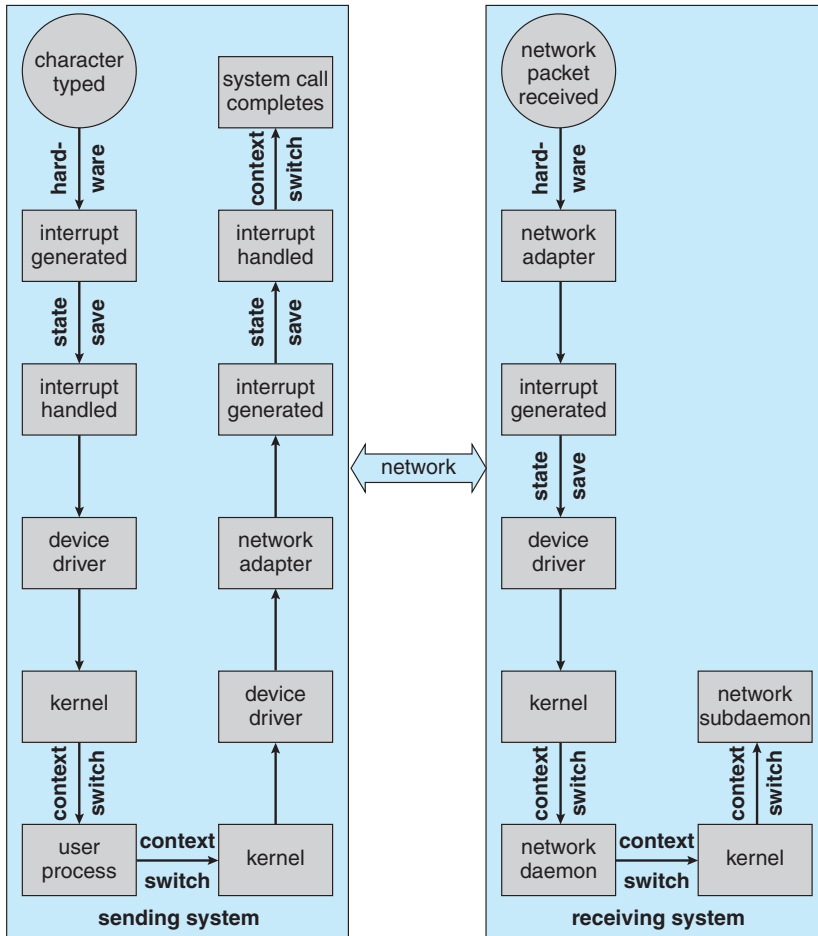 character
typed
hard-
ware
interrupt
generated
state
save
interrupt
handled
device
driver
kernel
context
switch
user
process
context
switch
kernel
device
driver
network
adapter
interrupt
generated
state
save
interrupt
handled
context
switch
system call
completes
sending system
network
network
packet
received
hard-
ware
network
adapter
interrupt
generated
state
save
device
driver
kernel
context
switch
network
daemon
context
switch
kernel
context
switch
network
subdaemon
receiving system